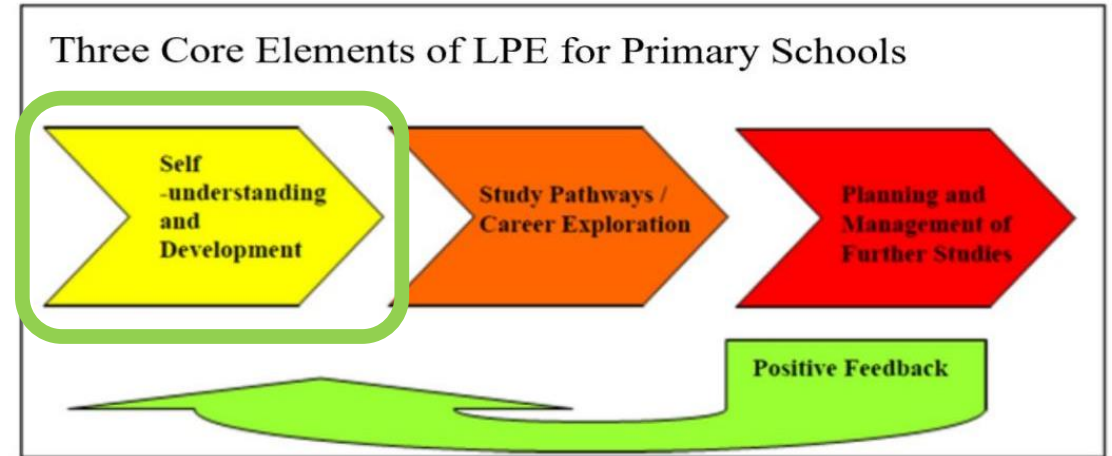 Three Core Elements of LPE for Primary Schools
Self
-understanding
and
Development
Study Pathways /
Career Exploration
Planning and
Management of
Further Studies
Positive Feedback